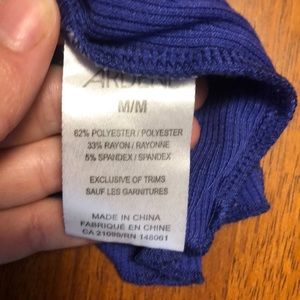 ARDENE
M/M
62% POLYESTER / POLYESTER
33% RAYON / RAYONNE
5% SPANDEX / SPANDEX
EXCLUSIVE OF TRIMS
SAUF LES GARNITURES
MADE IN CHINA
FABRIQUÉ EN CHINE
CA 21099/RN 148061